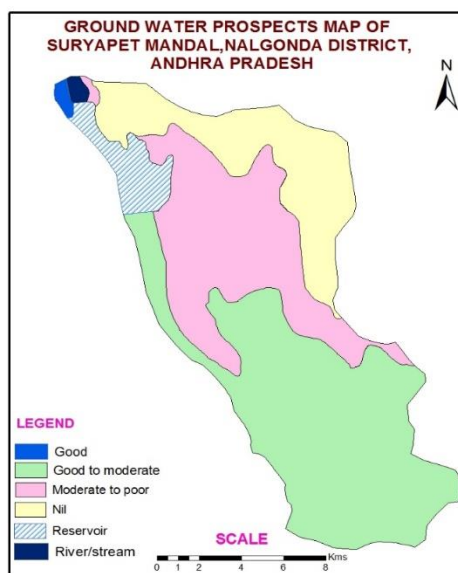 GROUND WATER PROSPECTS MAP OF
SURYAPET MANDAL,NALGONDA DISTRICT,
ANDHRA PRADESH
N
LEGEND
Good
Good to moderate
Moderate to poor
Nil
Reservoir
River/stream
SCALE
Kms
0 1 2 4 6 8